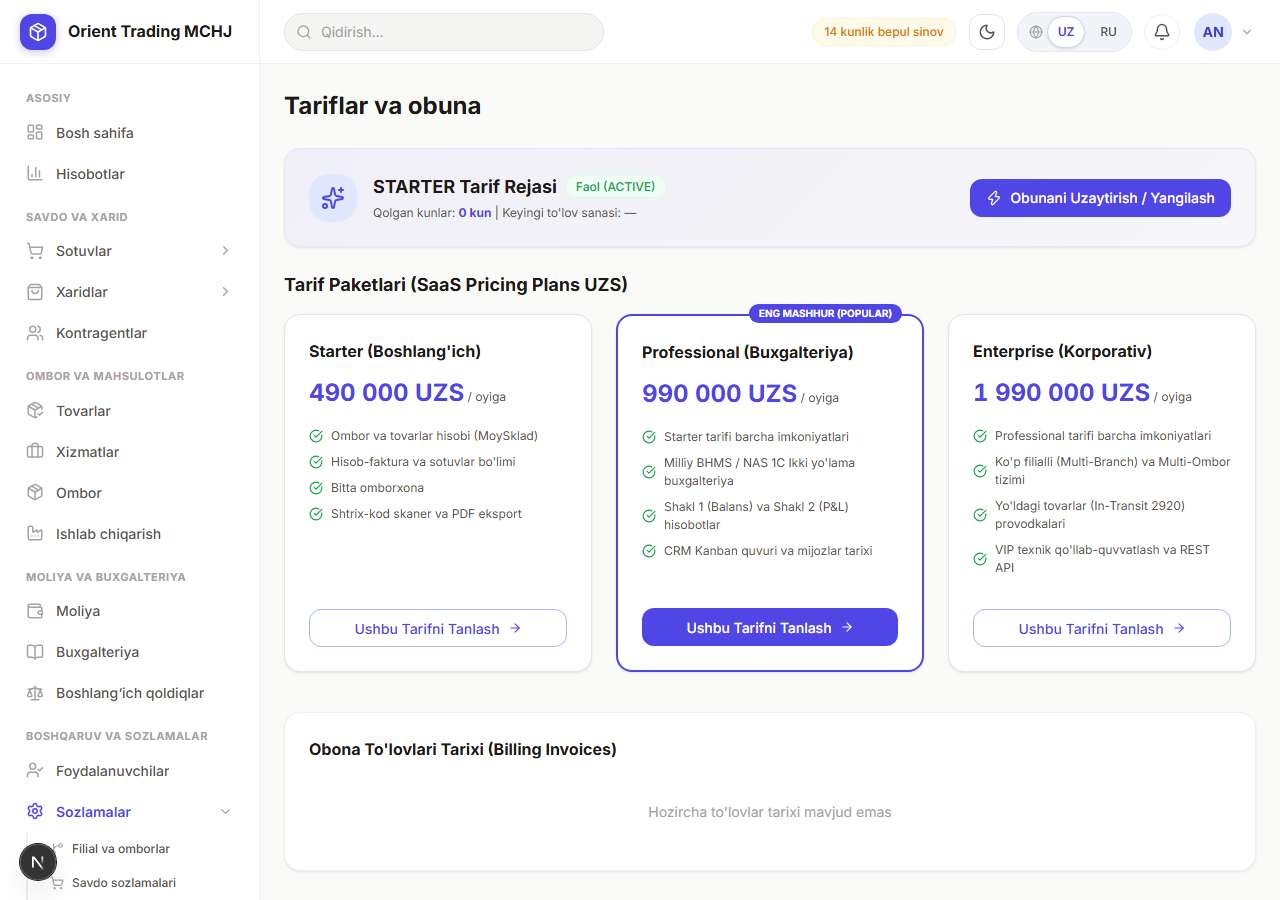 Orient Trading MCHJ
Qidirish...
14 kunlik bepul sinov
UZ
RU
AN
ASOSIY
Bosh sahifa
Hisobotlar
SAVDO VA XARID
Sotuvlar
Xaridlar
Kontragentlar
OMBOR VA MAHSULOTLAR
Tovarlar
Xizmatlar
Ombor
Ishlab chiqarish
MOLIYA VA BUXGALTERIYA
Moliya
Buxgalteriya
Boshlang‘ich qoldiqlar
BOSHQARUV VA SOZLAMALAR
Foydalanuvchilar
Sozlamalar
Filial va omborlar
Savdo sozlamalari
N
Tariflar va obuna
STARTER Tarif Rejasi
Faol (ACTIVE)
Qolgan kunlar: 0 kun | Keyingi to'lov sanasi: —
Obunani Uzaytirish / Yangilash
Tarif Paketlari (SaaS Pricing Plans UZS)
Starter (Boshlang'ich)
490 000 UZS / oyiga
Ombor va tovarlar hisobi (MoySklad)
Hisob-faktura va sotuvlar bo'limi
Bitta omborxona
Shtrix-kod skaner va PDF eksport
Ushbu Tarifni Tanlash
ENG MASHHUR (POPULAR)
Professional (Buxgalteriya)
990 000 UZS / oyiga
Starter tarifi barcha imkoniyatlari
Milliy BHMS / NAS 1C Ikki yo'lama
buxgalteriya
Shakl 1 (Balans) va Shakl 2 (P&L)
hisobotlar
CRM Kanban quvuri va mijozlar tarixi
Ushbu Tarifni Tanlash
Enterprise (Korporativ)
1 990 000 UZS / oyiga
Professional tarifi barcha imkoniyatlari
Ko'p filialli (Multi-Branch) va Multi-Ombor
tizimi
Yo'ldagi tovarlar (In-Transit 2920)
provodkalari
VIP texnik qo'llab-quvvatlash va REST
API
Ushbu Tarifni Tanlash
Obona To'lovlari Tarixi (Billing Invoices)
Hozircha to'lovlar tarixi mavjud emas